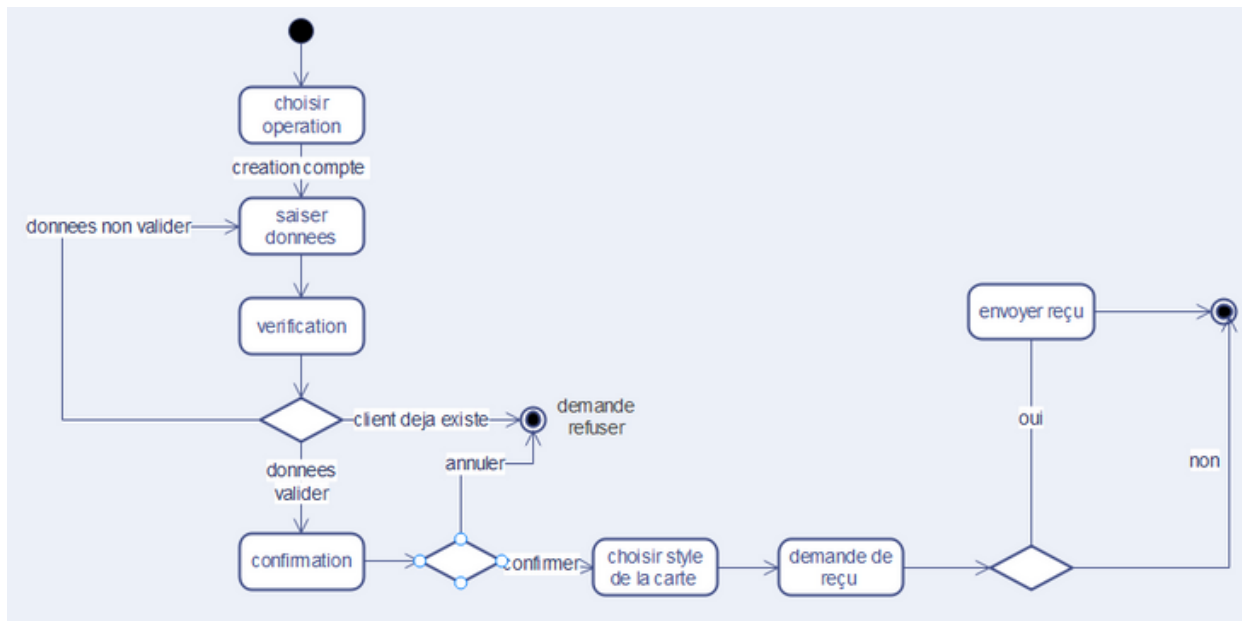 choisir
operation
creation compte
saiser
donnees
donnees non valider
verification
client deja existe
demande
refuser
annuler
donnees
valider
confirmation
confirmer
choisir style
de la carte
demande de
reçu
envoyer reçu
oui
non